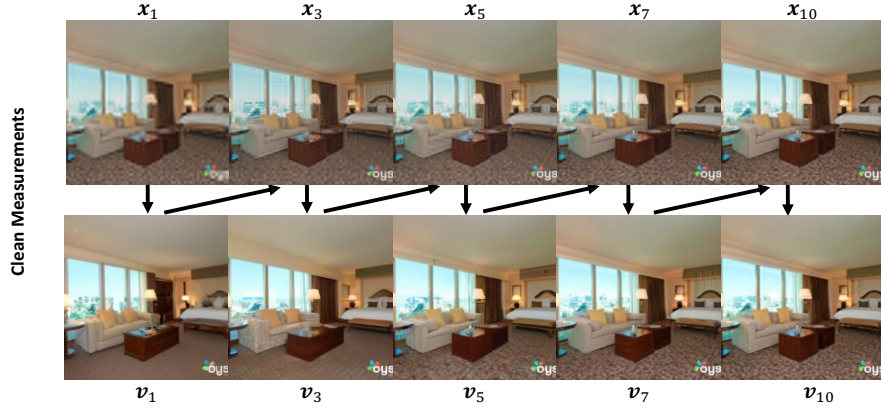 x₁ x₃ x₅ x₇ x₁₀
Clean Measurements
oys
oys
oys
oys
oys
oys
oys
oys
oys
v₁ v₃ v₅ v₇ v₁₀